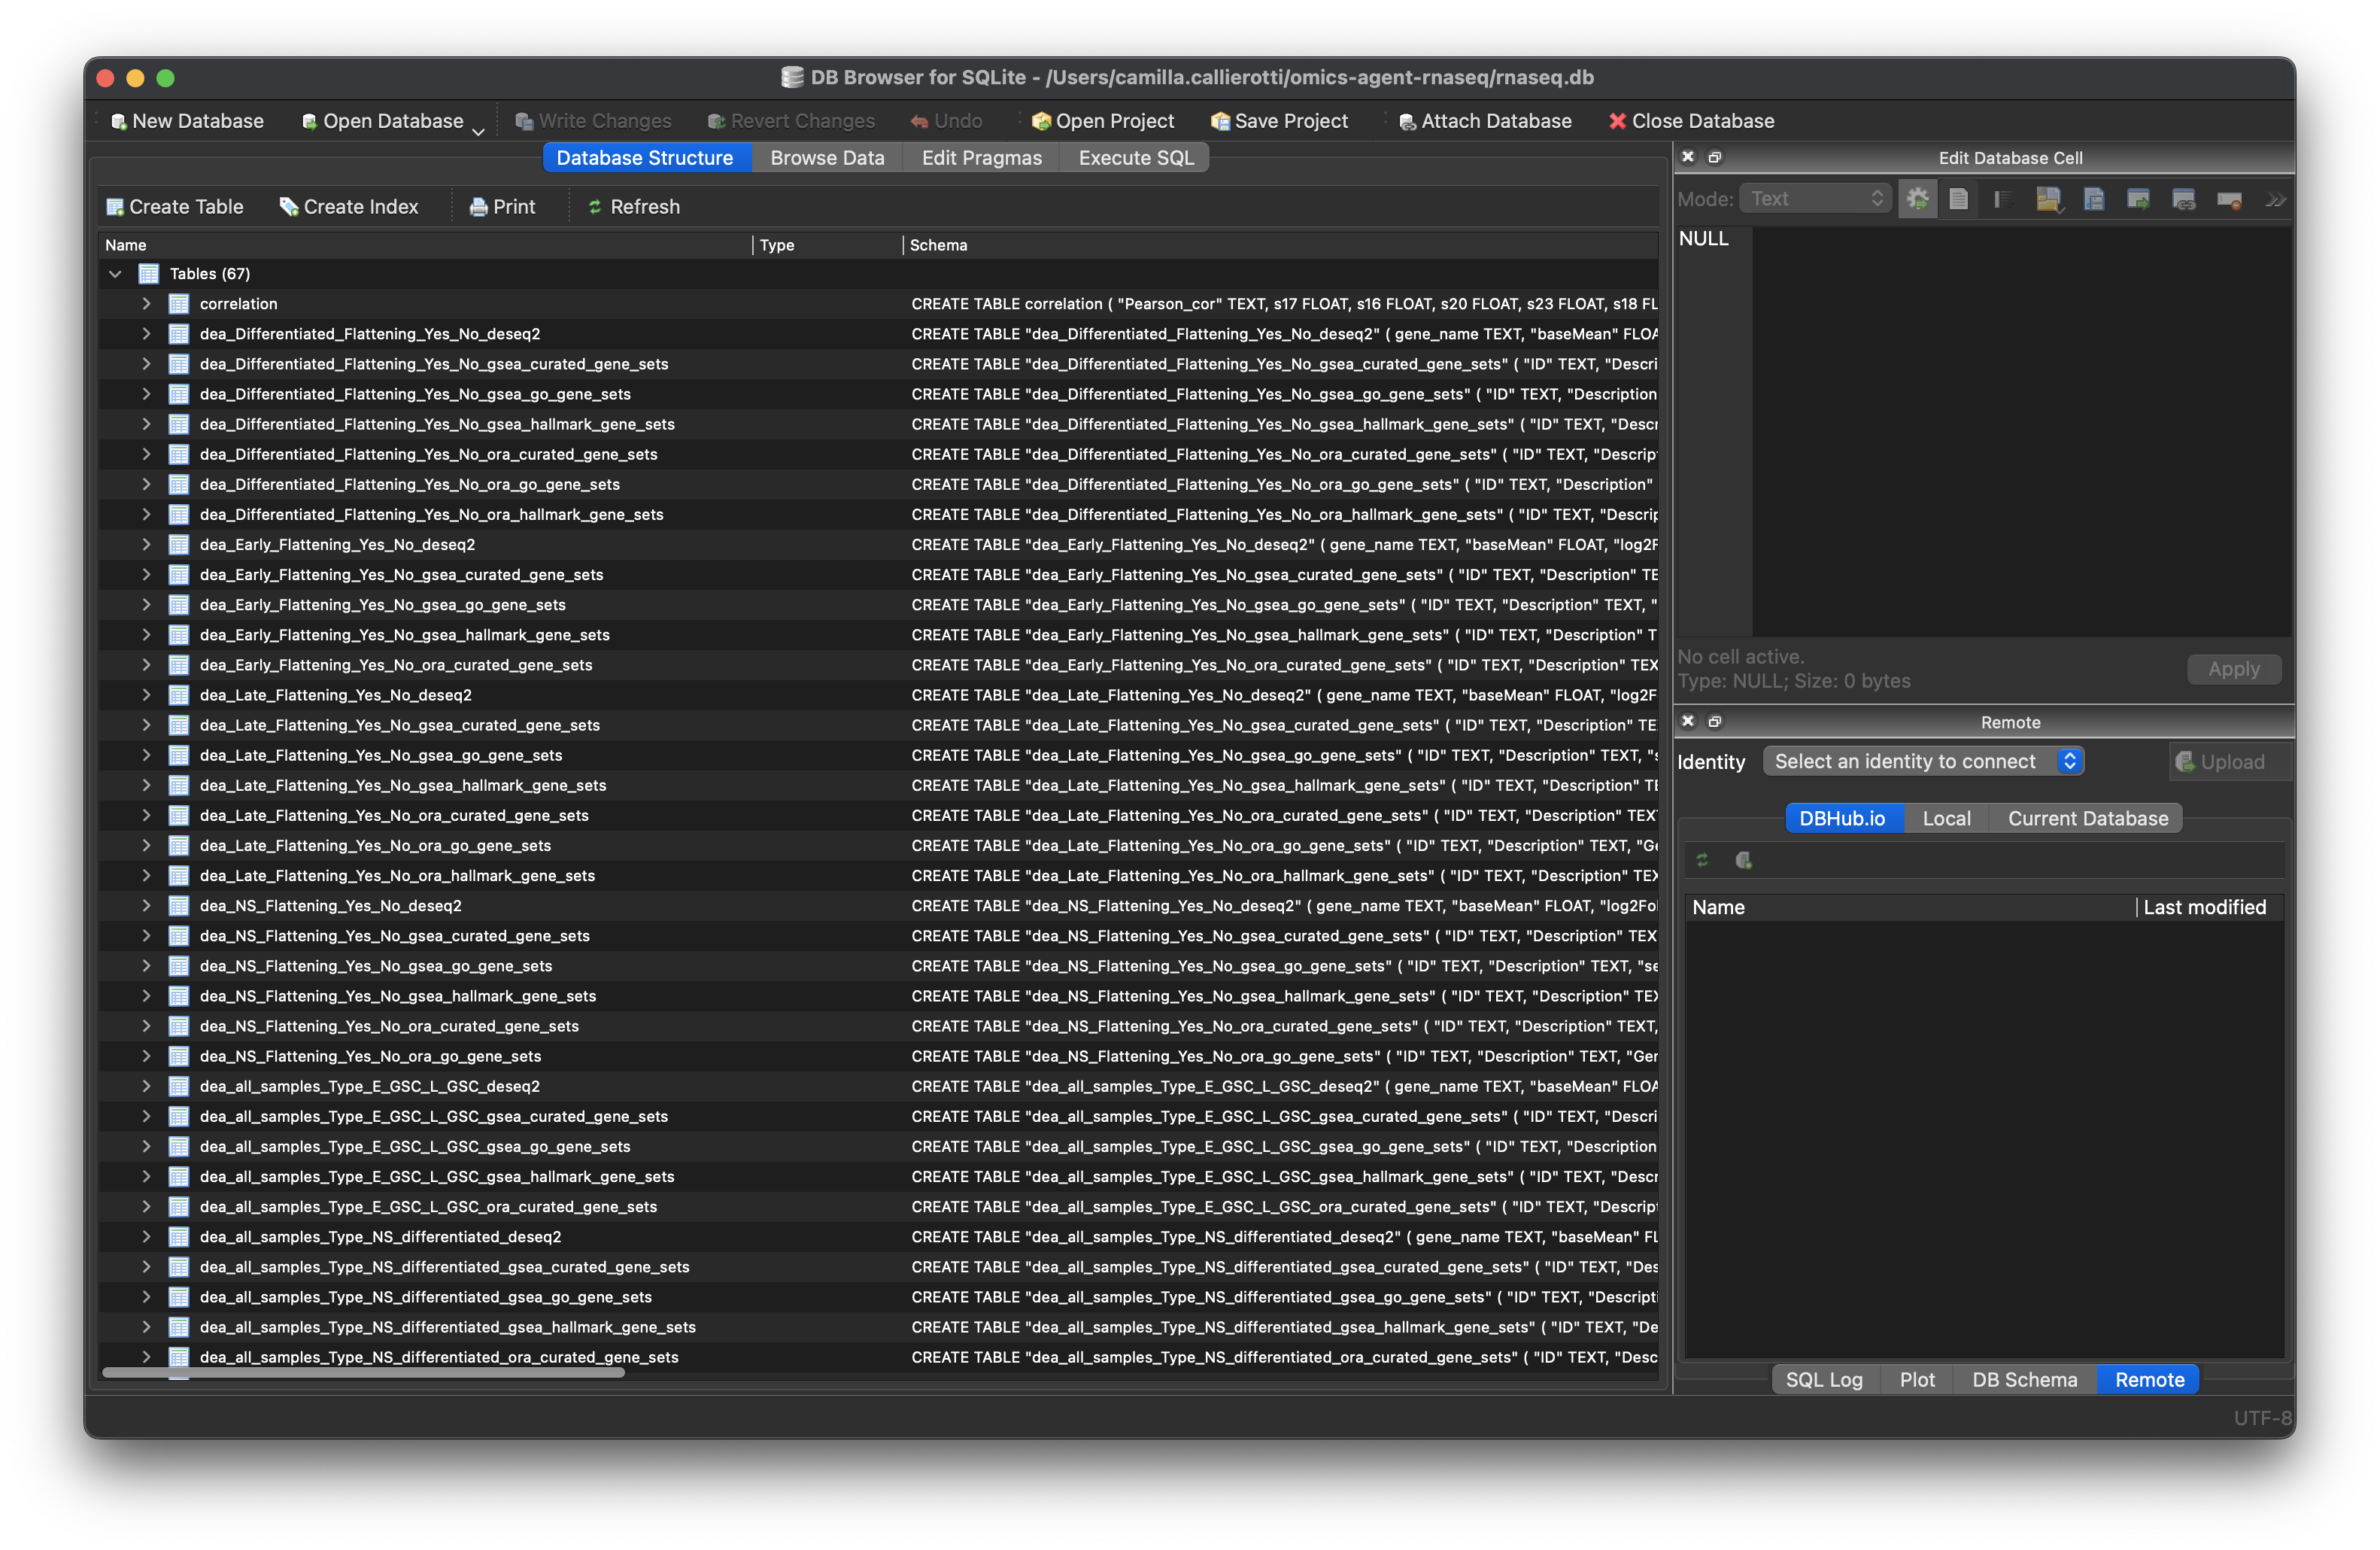 DB Browser for SQLite - /Users/camilla.callierotti/omics-agent-rnaseq/rnaseq.db
New Database Open Database Write Changes Revert Changes Undo Open Project Save Project Attach Database Close Database
Database Structure Browse Data Edit Pragmas Execute SQL
Create Table Create Index Print Refresh
Name Type Schema
Tables (67)
correlation CREATE TABLE correlation ( "Pearson_cor" TEXT, s17 FLOAT, s16 FLOAT, s20 FLOAT, s23 FLOAT, s18 FL
dea_Differentiated_Flattening_Yes_No_deseq2 CREATE TABLE "dea_Differentiated_Flattening_Yes_No_deseq2" ( gene_name TEXT, "baseMean" FLOA
dea_Differentiated_Flattening_Yes_No_gsea_curated_gene_sets CREATE TABLE "dea_Differentiated_Flattening_Yes_No_gsea_curated_gene_sets" ( "ID" TEXT, "Descri
dea_Differentiated_Flattening_Yes_No_gsea_go_gene_sets CREATE TABLE "dea_Differentiated_Flattening_Yes_No_gsea_go_gene_sets" ( "ID" TEXT, "Description
dea_Differentiated_Flattening_Yes_No_gsea_hallmark_gene_sets CREATE TABLE "dea_Differentiated_Flattening_Yes_No_gsea_hallmark_gene_sets" ( "ID" TEXT, "Descr
dea_Differentiated_Flattening_Yes_No_ora_curated_gene_sets CREATE TABLE "dea_Differentiated_Flattening_Yes_No_ora_curated_gene_sets" ( "ID" TEXT, "Descript
dea_Differentiated_Flattening_Yes_No_ora_go_gene_sets CREATE TABLE "dea_Differentiated_Flattening_Yes_No_ora_go_gene_sets" ( "ID" TEXT, "Description"
dea_Differentiated_Flattening_Yes_No_ora_hallmark_gene_sets CREATE TABLE "dea_Differentiated_Flattening_Yes_No_ora_hallmark_gene_sets" ( "ID" TEXT, "Descrip
dea_Early_Flattening_Yes_No_deseq2 CREATE TABLE "dea_Early_Flattening_Yes_No_deseq2" ( gene_name TEXT, "baseMean" FLOAT, "log2F
dea_Early_Flattening_Yes_No_gsea_curated_gene_sets CREATE TABLE "dea_Early_Flattening_Yes_No_gsea_curated_gene_sets" ( "ID" TEXT, "Description" TE
dea_Early_Flattening_Yes_No_gsea_go_gene_sets CREATE TABLE "dea_Early_Flattening_Yes_No_gsea_go_gene_sets" ( "ID" TEXT, "Description" TEXT, "
dea_Early_Flattening_Yes_No_gsea_hallmark_gene_sets CREATE TABLE "dea_Early_Flattening_Yes_No_gsea_hallmark_gene_sets" ( "ID" TEXT, "Description" T
dea_Early_Flattening_Yes_No_ora_curated_gene_sets CREATE TABLE "dea_Early_Flattening_Yes_No_ora_curated_gene_sets" ( "ID" TEXT, "Description" TEX
dea_Late_Flattening_Yes_No_deseq2 CREATE TABLE "dea_Late_Flattening_Yes_No_deseq2" ( gene_name TEXT, "baseMean" FLOAT, "log2F
dea_Late_Flattening_Yes_No_gsea_curated_gene_sets CREATE TABLE "dea_Late_Flattening_Yes_No_gsea_curated_gene_sets" ( "ID" TEXT, "Description" TE
dea_Late_Flattening_Yes_No_gsea_go_gene_sets CREATE TABLE "dea_Late_Flattening_Yes_No_gsea_go_gene_sets" ( "ID" TEXT, "Description" TEXT, "s
dea_Late_Flattening_Yes_No_gsea_hallmark_gene_sets CREATE TABLE "dea_Late_Flattening_Yes_No_gsea_hallmark_gene_sets" ( "ID" TEXT, "Description" TE
dea_Late_Flattening_Yes_No_ora_curated_gene_sets CREATE TABLE "dea_Late_Flattening_Yes_No_ora_curated_gene_sets" ( "ID" TEXT, "Description" TEX
dea_Late_Flattening_Yes_No_ora_go_gene_sets CREATE TABLE "dea_Late_Flattening_Yes_No_ora_go_gene_sets" ( "ID" TEXT, "Description" TEXT, "Ge
dea_Late_Flattening_Yes_No_ora_hallmark_gene_sets CREATE TABLE "dea_Late_Flattening_Yes_No_ora_hallmark_gene_sets" ( "ID" TEXT, "Description" TEX
dea_NS_Flattening_Yes_No_deseq2 CREATE TABLE "dea_NS_Flattening_Yes_No_deseq2" ( gene_name TEXT, "baseMean" FLOAT, "log2Fo
dea_NS_Flattening_Yes_No_gsea_curated_gene_sets CREATE TABLE "dea_NS_Flattening_Yes_No_gsea_curated_gene_sets" ( "ID" TEXT, "Description" TEX
dea_NS_Flattening_Yes_No_gsea_go_gene_sets CREATE TABLE "dea_NS_Flattening_Yes_No_gsea_go_gene_sets" ( "ID" TEXT, "Description" TEXT, "se
dea_NS_Flattening_Yes_No_gsea_hallmark_gene_sets CREATE TABLE "dea_NS_Flattening_Yes_No_gsea_hallmark_gene_sets" ( "ID" TEXT, "Description" TE
dea_NS_Flattening_Yes_No_ora_curated_gene_sets CREATE TABLE "dea_NS_Flattening_Yes_No_ora_curated_gene_sets" ( "ID" TEXT, "Description" TEXT,
dea_NS_Flattening_Yes_No_ora_go_gene_sets CREATE TABLE "dea_NS_Flattening_Yes_No_ora_go_gene_sets" ( "ID" TEXT, "Description" TEXT, "Ger
dea_all_samples_Type_E_GSC_L_GSC_deseq2 CREATE TABLE "dea_all_samples_Type_E_GSC_L_GSC_deseq2" ( gene_name TEXT, "baseMean" FLOA
dea_all_samples_Type_E_GSC_L_GSC_gsea_curated_gene_sets CREATE TABLE "dea_all_samples_Type_E_GSC_L_GSC_gsea_curated_gene_sets" ( "ID" TEXT, "Descri
dea_all_samples_Type_E_GSC_L_GSC_gsea_go_gene_sets CREATE TABLE "dea_all_samples_Type_E_GSC_L_GSC_gsea_go_gene_sets" ( "ID" TEXT, "Description
dea_all_samples_Type_E_GSC_L_GSC_gsea_hallmark_gene_sets CREATE TABLE "dea_all_samples_Type_E_GSC_L_GSC_gsea_hallmark_gene_sets" ( "ID" TEXT, "Descr
dea_all_samples_Type_E_GSC_L_GSC_ora_curated_gene_sets CREATE TABLE "dea_all_samples_Type_E_GSC_L_GSC_ora_curated_gene_sets" ( "ID" TEXT, "Descript
dea_all_samples_Type_NS_differentiated_deseq2 CREATE TABLE "dea_all_samples_Type_NS_differentiated_deseq2" ( gene_name TEXT, "baseMean" FL
dea_all_samples_Type_NS_differentiated_gsea_curated_gene_sets CREATE TABLE "dea_all_samples_Type_NS_differentiated_gsea_curated_gene_sets" ( "ID" TEXT, "Des
dea_all_samples_Type_NS_differentiated_gsea_go_gene_sets CREATE TABLE "dea_all_samples_Type_NS_differentiated_gsea_go_gene_sets" ( "ID" TEXT, "Descripti
dea_all_samples_Type_NS_differentiated_gsea_hallmark_gene_sets CREATE TABLE "dea_all_samples_Type_NS_differentiated_gsea_hallmark_gene_sets" ( "ID" TEXT, "De
dea_all_samples_Type_NS_differentiated_ora_curated_gene_sets CREATE TABLE "dea_all_samples_Type_NS_differentiated_ora_curated_gene_sets" ( "ID" TEXT, "Desc
Edit Database Cell
Mode: Text
NULL
No cell active.
Type: NULL; Size: 0 bytes
Apply
Remote
Identity Select an identity to connect Upload
DBHub.io Local Current Database
Name Last modified
SQL Log Plot DB Schema Remote
UTF-8